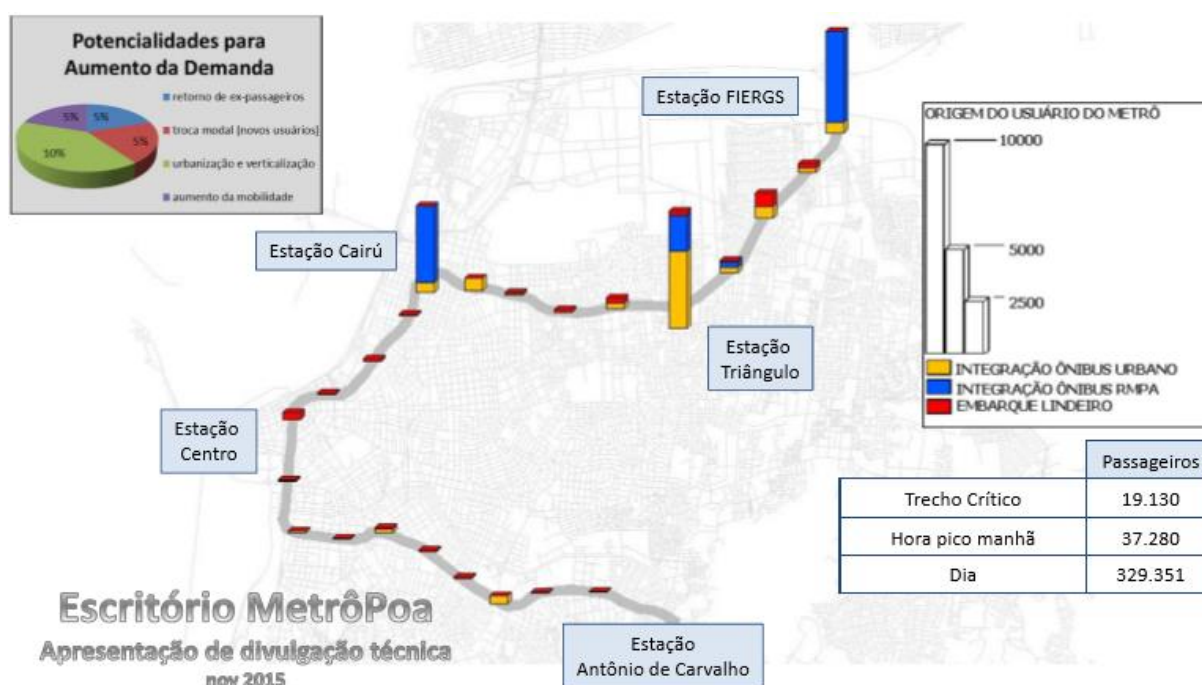 Potencialidades para
Aumento da Demanda
retorno de ex-passageiros
troca modal (novos usuários)
urbanização e verticalização
aumento da mobilidade
5%
5%
5%
10%
Estação FIERGS
Estação Cairú
Estação
Triângulo
Estação
Centro
Estação
Antônio de Carvalho
ORIGEM DO USUÁRIO DO METRÔ
10000
5000
2500
INTEGRAÇÃO ÔNIBUS URBANO
INTEGRAÇÃO ÔNIBUS RMPA
EMBARQUE LINDEIRO
Passageiros
Trecho Crítico 19.130
Hora pico manhã 37.280
Dia 329.351
Escritório MetrôPoa
Apresentação de divulgação técnica
nov 2015